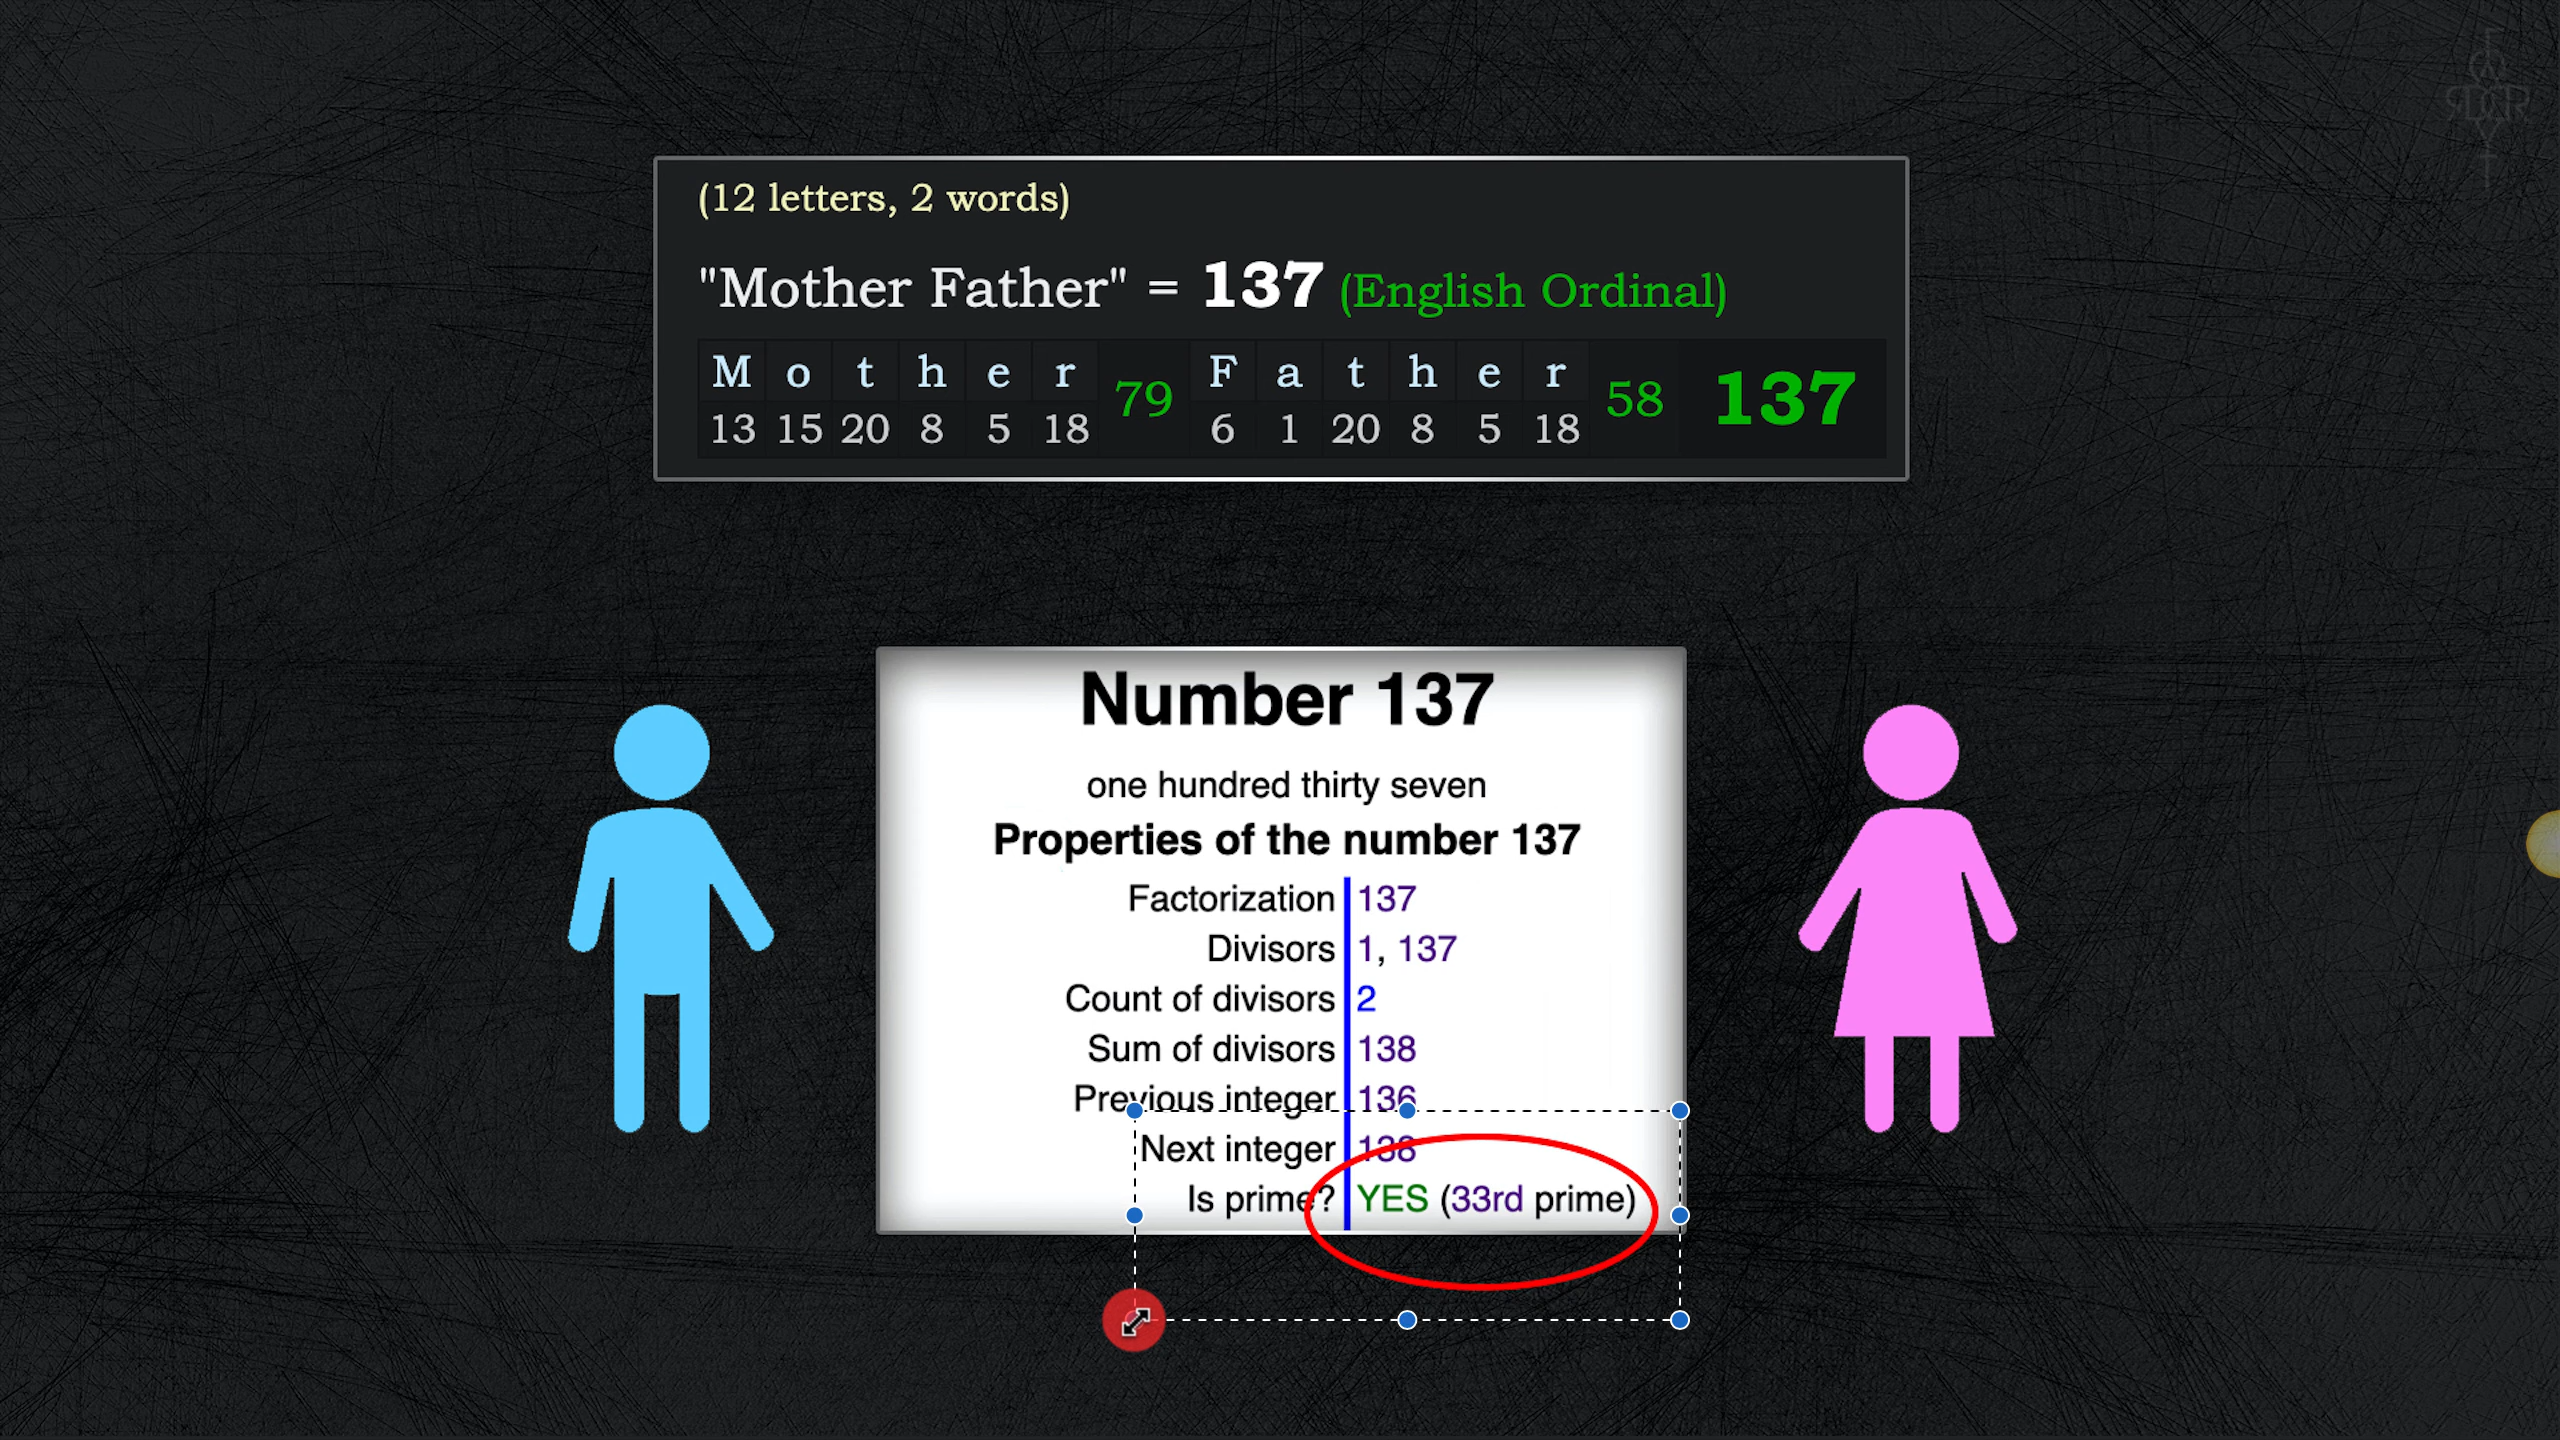 (12 letters, 2 words)
"Mother Father" = 137 (English Ordinal)
M o t h e r 79 F a t h e r 58 137
13 15 20 8 5 18 6 1 20 8 5 18
Number 137
one hundred thirty seven
Properties of the number 137
Factorization 137
Divisors 1, 137
Count of divisors 2
Sum of divisors 138
Previous integer 136
Next integer 138
Is prime? YES (33rd prime)